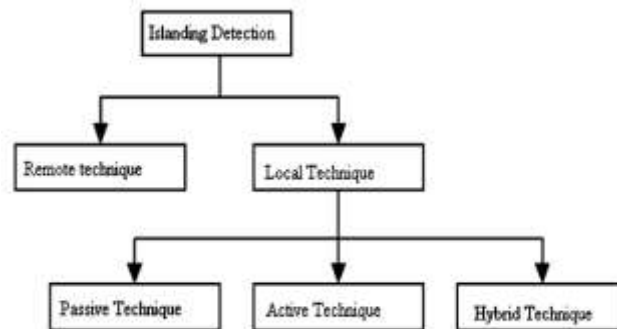 Islanding Detection
Remote technique
Local Technique
Passive Technique
Active Technique
Hybrid Technique